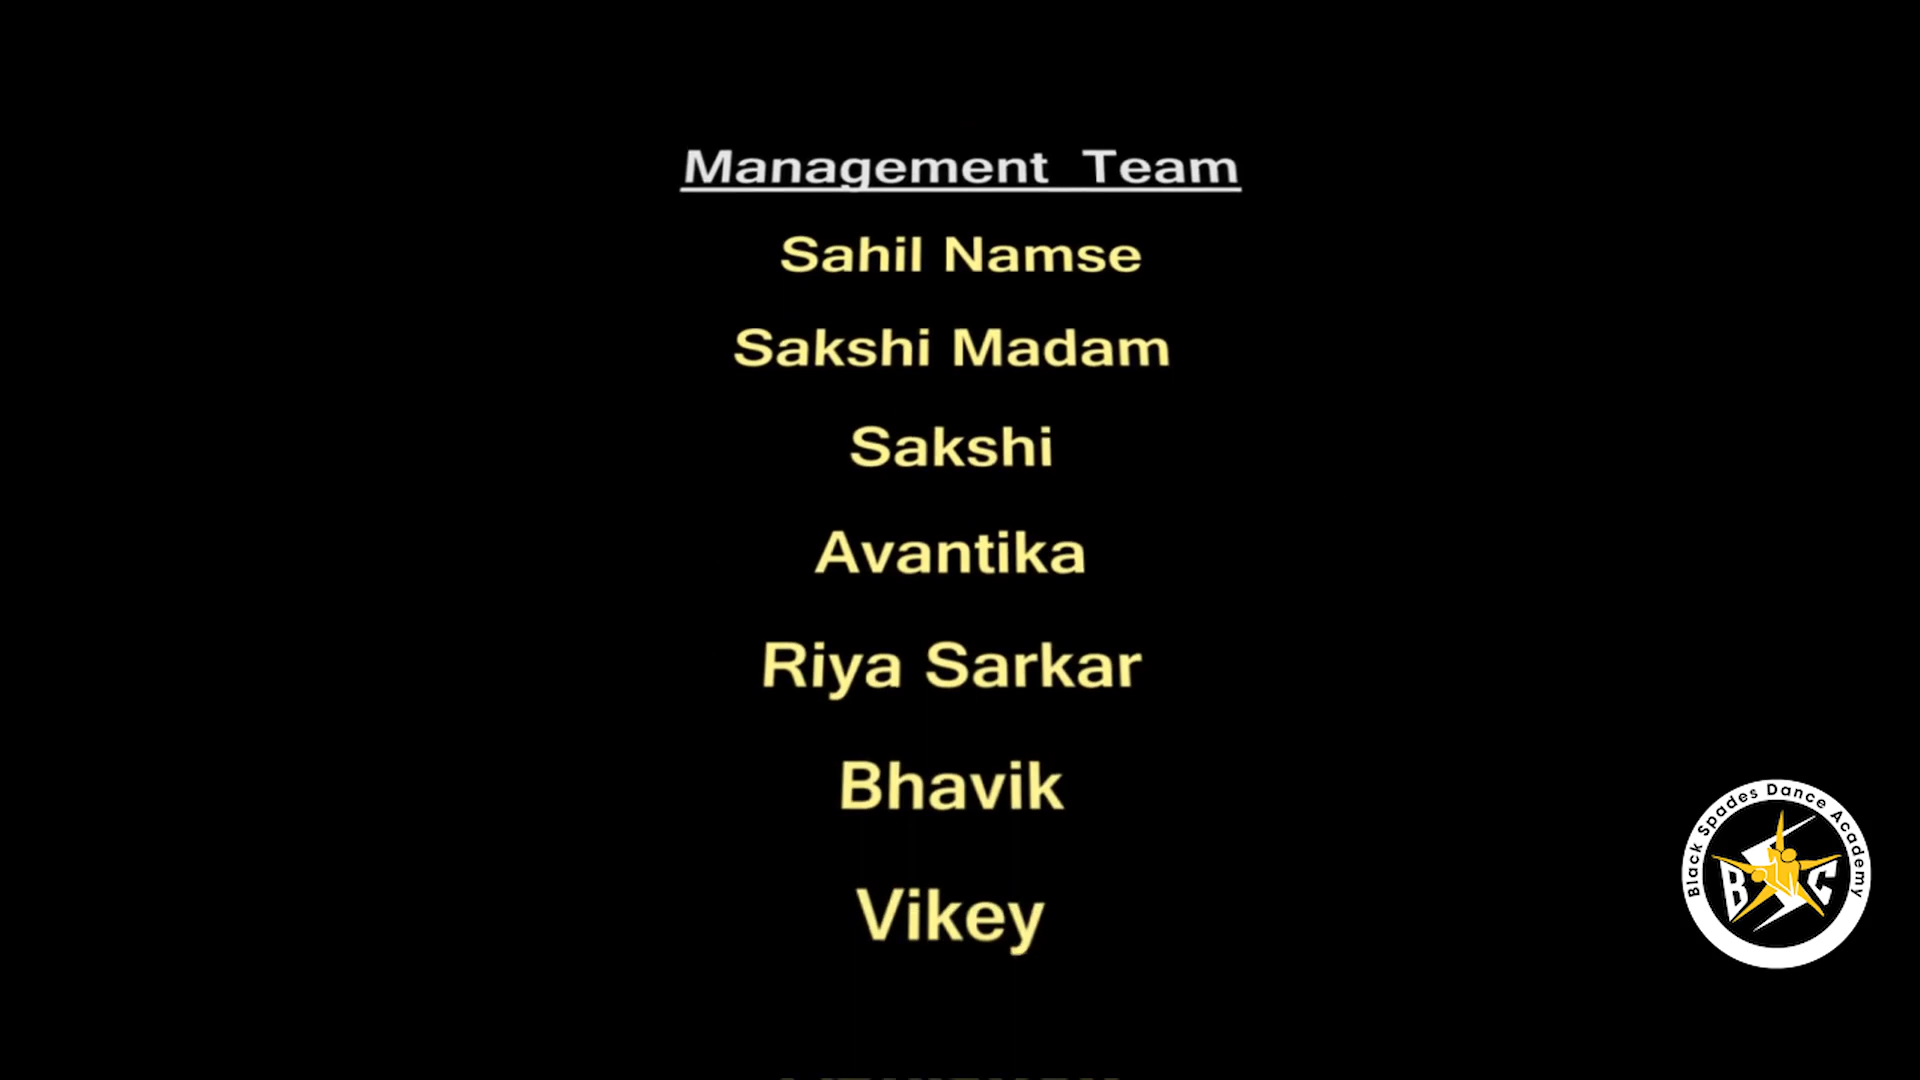 Management Team
Sahil Namse
Sakshi Madam
Sakshi
Avantika
Riya Sarkar
Bhavik
Vikey
Black Spades Dance Academy
B C